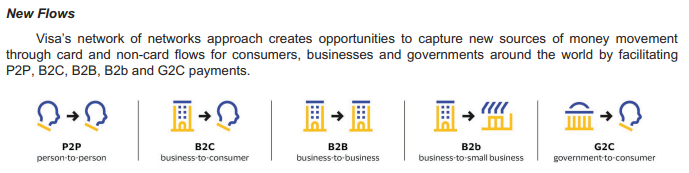 New Flows
Visa's network of networks approach creates opportunities to capture new sources of money movement
through card and non-card flows for consumers, businesses and governments around the world by facilitating
P2P, B2C, B2B, B2b and G2C payments.
P2P
person-to-person
B2C
business-to-consumer
B2B
business-to-business
B2b
business-to-small business
G2C
government-to-consumer